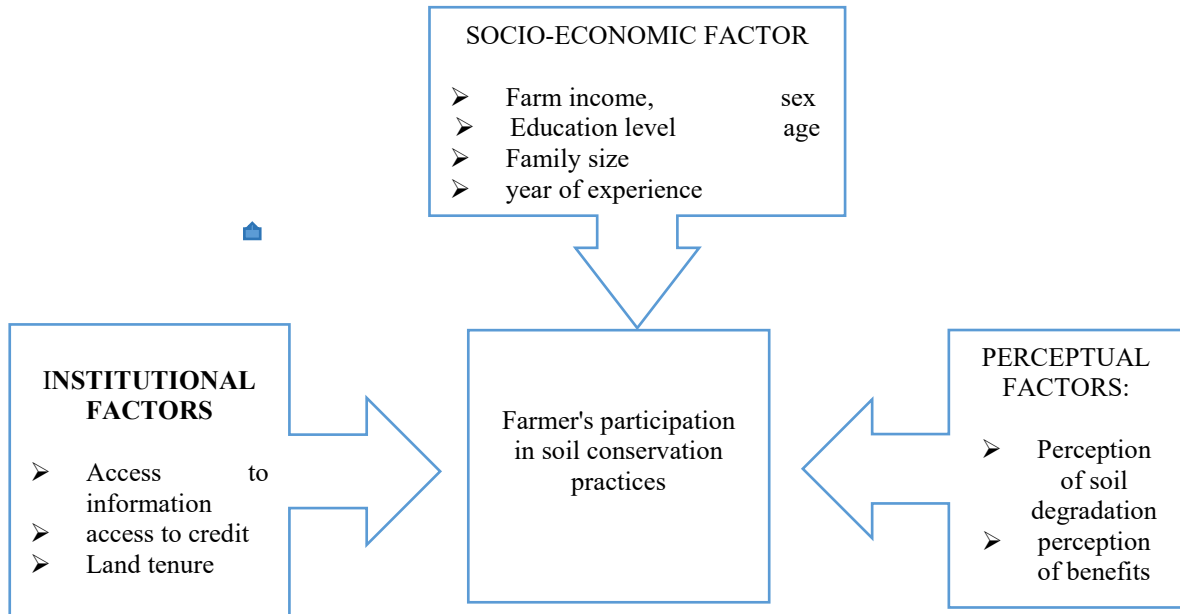 SOCIO-ECONOMIC FACTOR
➢ Farm income, sex
➢ Education level age
➢ Family size
➢ year of experience
INSTITUTIONAL
FACTORS
➢ Access to
information
➢ access to credit
➢ Land tenure
Farmer's participation
in soil conservation
practices
PERCEPTUAL
FACTORS:
➢ Perception
of soil
degradation
➢ perception
of benefits